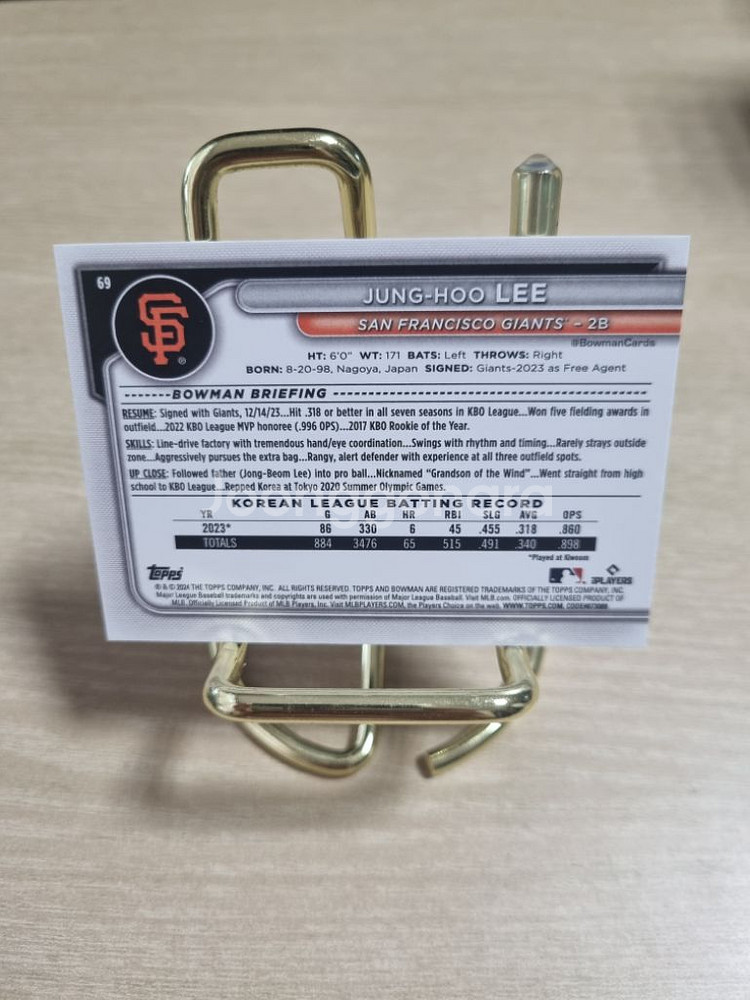 69
SF
®
JUNG-HOO LEE
SAN FRANCISCO GIANTS™ – 2B
@BowmanCards
HT: 6'0" WT: 171 BATS: Left THROWS: Right
BORN: 8-20-98, Nagoya, Japan SIGNED: Giants-2023 as Free Agent
BOWMAN BRIEFING
RESUME: Signed with Giants, 12/14/23...Hit .318 or better in all seven seasons in KBO League...Won five fielding awards in
outfield...2022 KBO League MVP honoree (.996 OPS)...2017 KBO Rookie of the Year.
SKILLS: Line-drive factory with tremendous hand/eye coordination...Swings with rhythm and timing...Rarely strays outside
zone...Aggressively pursues the extra bag...Rangy, alert defender with experience at all three outfield spots.
UP CLOSE: Followed father (Jong-Beom Lee) into pro ball...Nicknamed "Grandson of the Wind"...Went straight from high
school to KBO League...Repped Korea at Tokyo 2020 Summer Olympic Games.
Joonggonara
KOREAN LEAGUE BATTING RECORD
YR G AB HR RBI SLG AVG OPS
2023* 86 330 6 45 .455 .318 .860
TOTALS 884 3476 65 515 .491 .340 .898
*Played at Kiwoom
Topps
PLAYERS
® & © 2024 THE TOPPS COMPANY, INC. ALL RIGHTS RESERVED. TOPPS AND BOWMAN ARE REGISTERED TRADEMARKS OF THE TOPPS COMPANY, INC.
Major League Baseball trademarks and copyrights are used with permission of Major League Baseball. Visit MLB.com. OFFICIALLY LICENSED PRODUCT OF
MLB Players, Inc. Visit MLBPLAYERS.COM, the Players Choice on the web. WWW.TOPPS.COM.